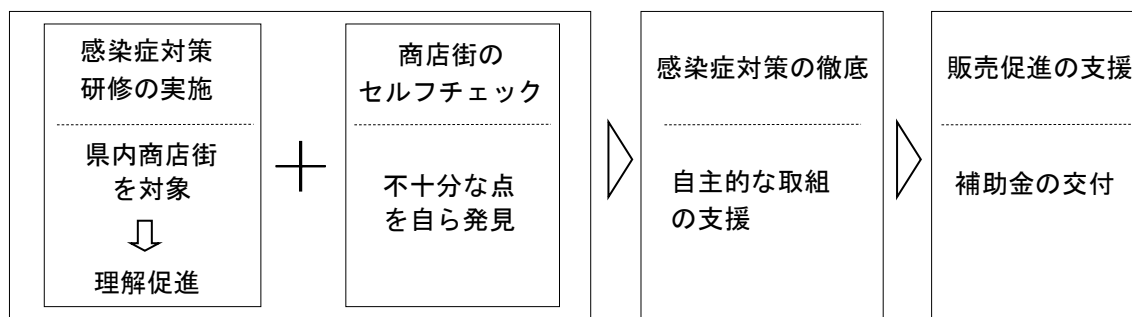 感染症対策
研修の実施
県内商店街
を対象
理解促進
商店街の
セルフチェック
不十分な点
を自ら発見
感染症対策の徹底
自主的な取組
の支援
販売促進の支援
補助金の交付